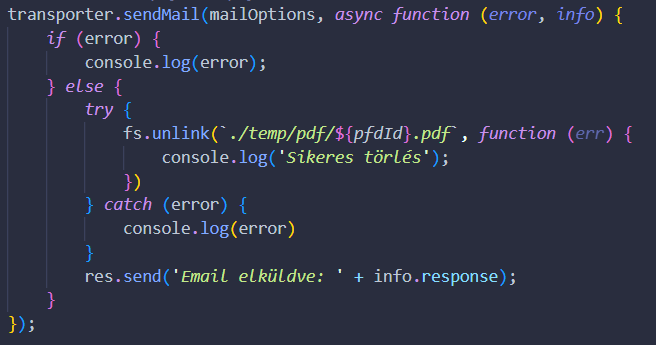 transporter.sendMail(mailOptions, async function (error, info) {
if (error) {
console.log(error);
} else {
try {
fs.unlink(`./temp/pdf/${pfdId}.pdf`, function (err) {
console.log('Sikeres törlés');
})
} catch (error) {
console.log(error)
}
res.send('Email elküldve: ' + info.response);
}
});